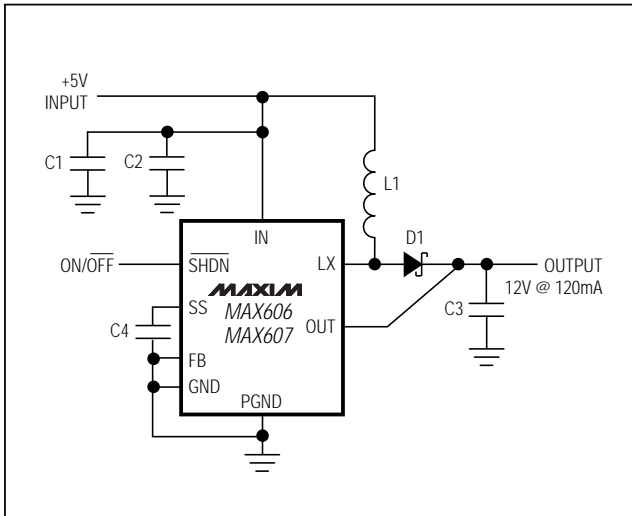 +5V
INPUT
C1
C2
L1
IN
D1
ON/OFF
SHDN
LX
OUTPUT
12V @ 120mA
MAXIM
SS
MAX606
MAX607
OUT
C3
C4
FB
GND
PGND